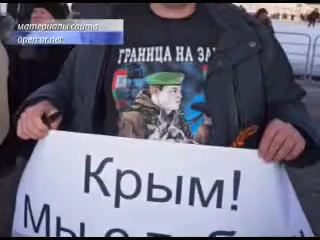 материалы сайта
opercor.net
ГРАНИЦА НА ЗА
Крым!
Мы с т